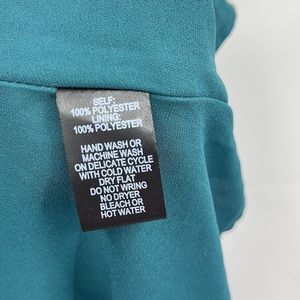 SELF:
100% POLYESTER
LINING:
100% POLYESTER
HAND WASH OR
MACHINE WASH
ON DELICATE CYCLE
WITH COLD WATER
DRY FLAT
DO NOT WRING
NO DRYER
BLEACH OR
HOT WATER